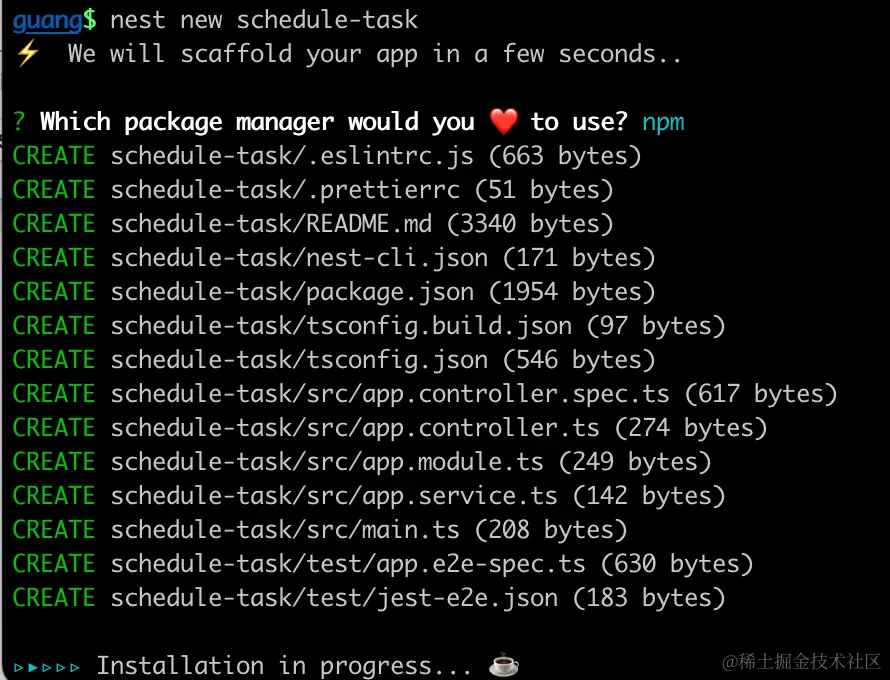 guang$ nest new schedule-task
⚡ We will scaffold your app in a few seconds..
? Which package manager would you ❤️ to use? npm
CREATE schedule-task/.eslintrc.js (663 bytes)
CREATE schedule-task/.prettierrc (51 bytes)
CREATE schedule-task/README.md (3340 bytes)
CREATE schedule-task/nest-cli.json (171 bytes)
CREATE schedule-task/package.json (1954 bytes)
CREATE schedule-task/tsconfig.build.json (97 bytes)
CREATE schedule-task/tsconfig.json (546 bytes)
CREATE schedule-task/src/app.controller.spec.ts (617 bytes)
CREATE schedule-task/src/app.controller.ts (274 bytes)
CREATE schedule-task/src/app.module.ts (249 bytes)
CREATE schedule-task/src/app.service.ts (142 bytes)
CREATE schedule-task/src/main.ts (208 bytes)
CREATE schedule-task/test/app.e2e-spec.ts (630 bytes)
CREATE schedule-task/test/jest-e2e.json (183 bytes)
▹▸▹▹▹ Installation in progress... ☕
@稀土掘金技术社区